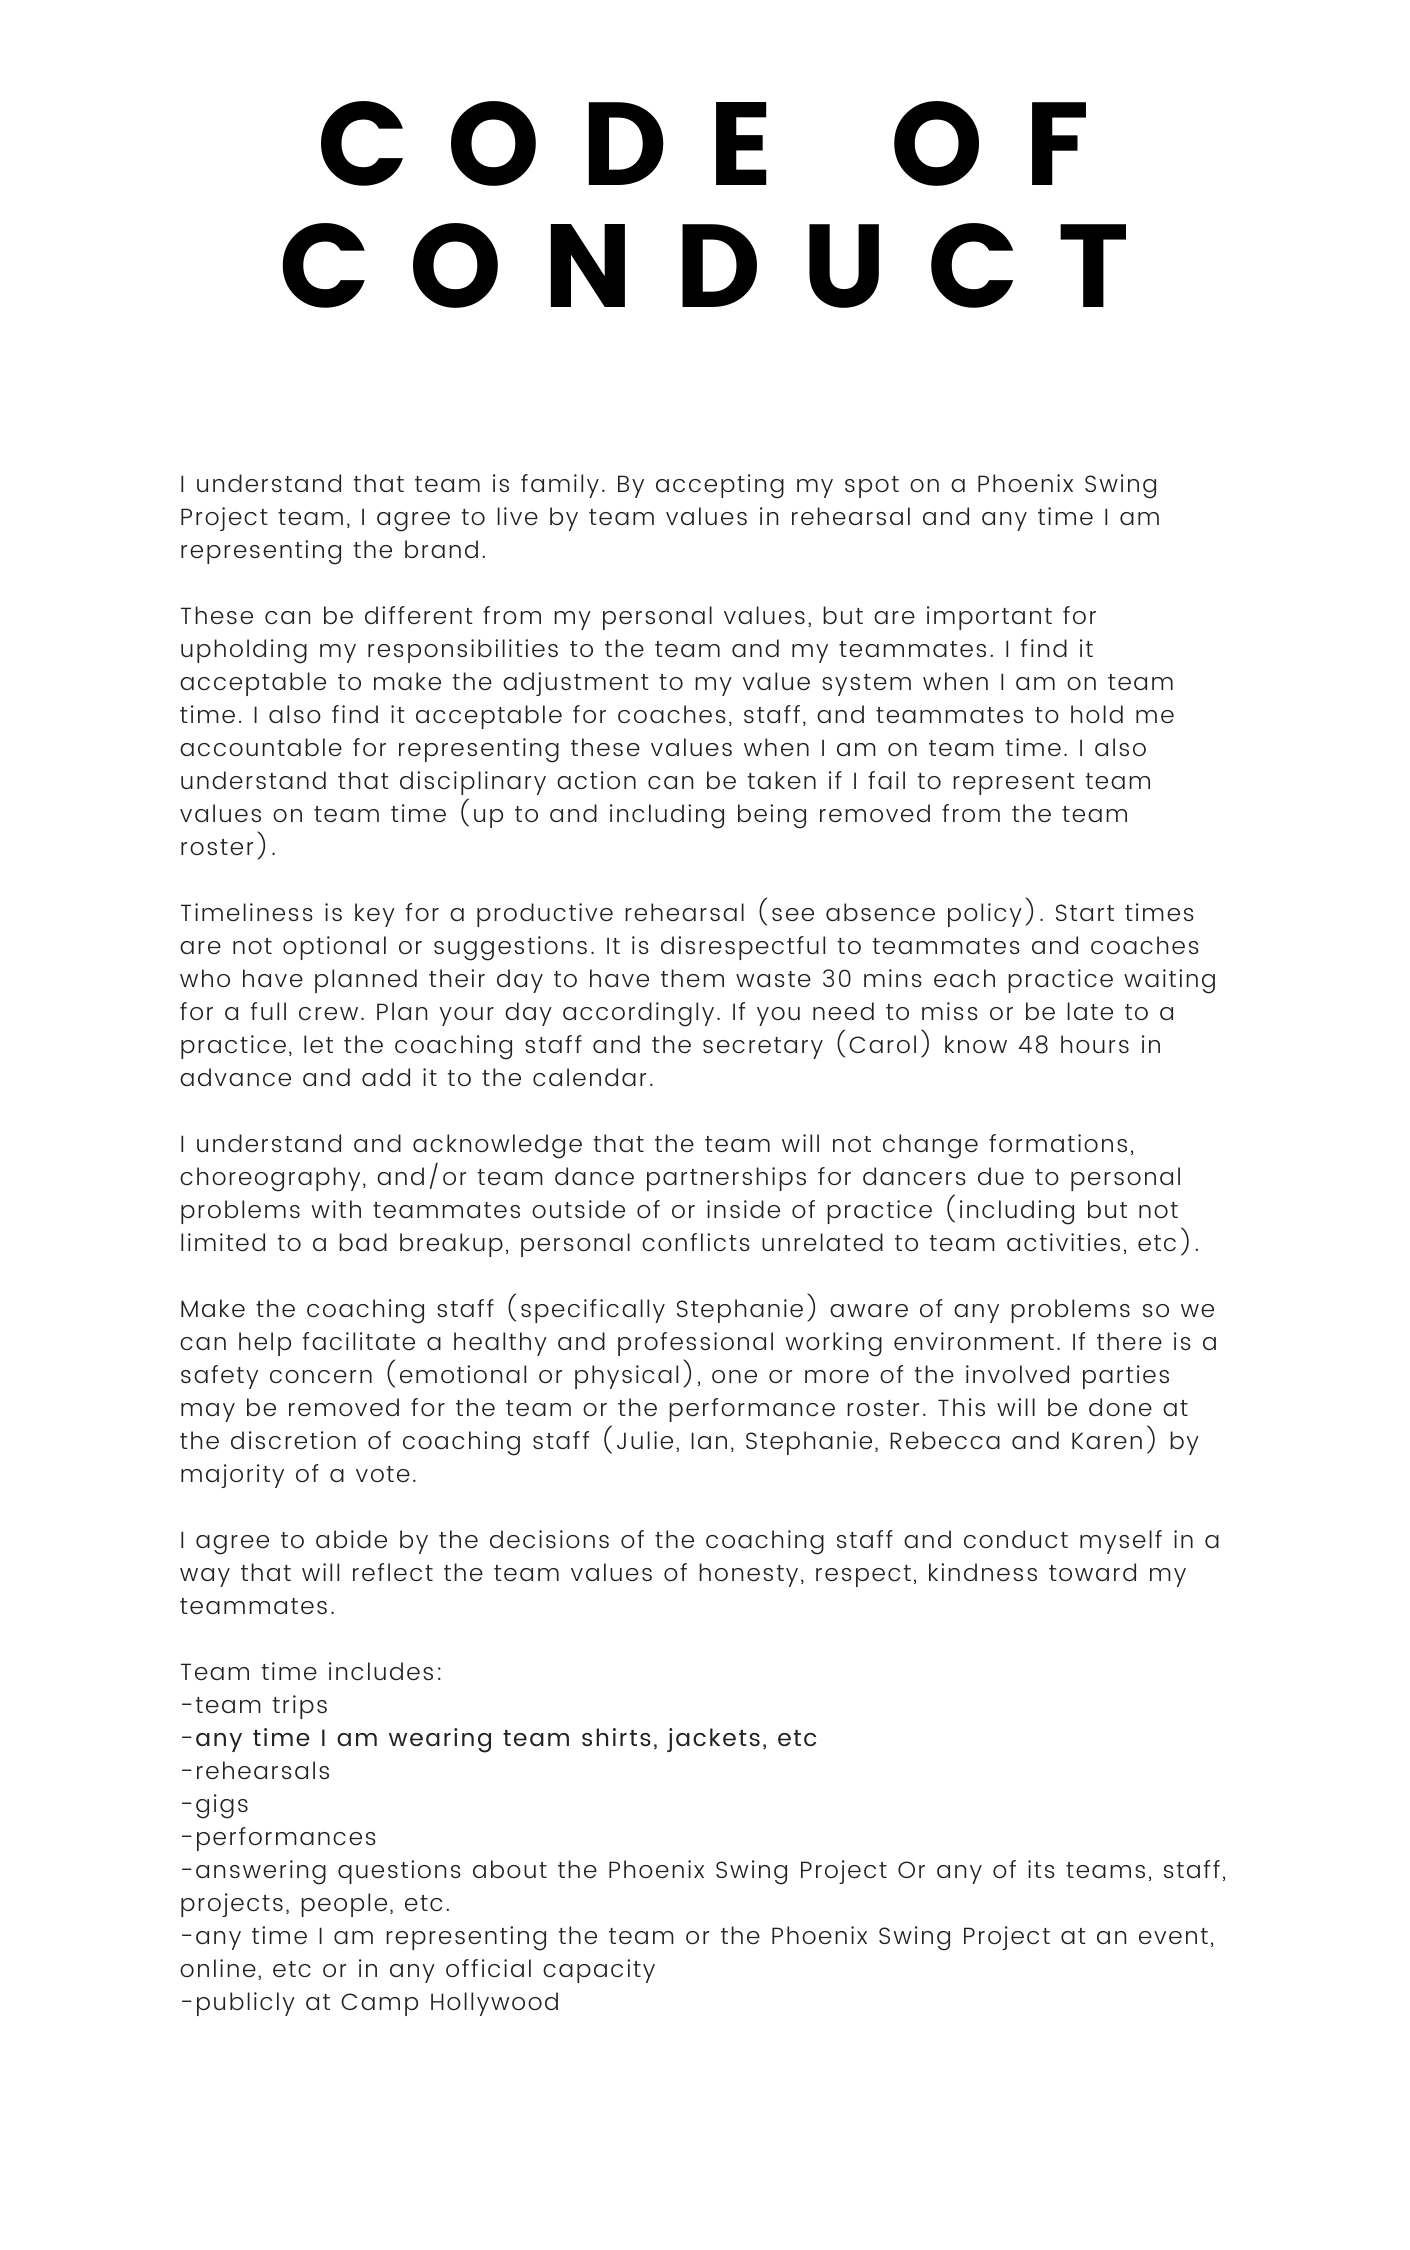 CODE OF
CONDUCT
I understand that team is family. By accepting my spot on a Phoenix Swing
Project team, I agree to live by team values in rehearsal and any time I am
representing the brand.
These can be different from my personal values, but are important for
upholding my responsibilities to the team and my teammates. I find it
acceptable to make the adjustment to my value system when I am on team
time. I also find it acceptable for coaches, staff, and teammates to hold me
accountable for representing these values when I am on team time. I also
understand that disciplinary action can be taken if I fail to represent team
values on team time (up to and including being removed from the team
roster).
Timeliness is key for a productive rehearsal (see absence policy). Start times
are not optional or suggestions. It is disrespectful to teammates and coaches
who have planned their day to have them waste 30 mins each practice waiting
for a full crew. Plan your day accordingly. If you need to miss or be late to a
practice, let the coaching staff and the secretary (Carol) know 48 hours in
advance and add it to the calendar.
I understand and acknowledge that the team will not change formations,
choreography, and/or team dance partnerships for dancers due to personal
problems with teammates outside of or inside of practice (including but not
limited to a bad breakup, personal conflicts unrelated to team activities, etc).
Make the coaching staff (specifically Stephanie) aware of any problems so we
can help facilitate a healthy and professional working environment. If there is a
safety concern (emotional or physical), one or more of the involved parties
may be removed for the team or the performance roster. This will be done at
the discretion of coaching staff (Julie, Ian, Stephanie, Rebecca and Karen) by
majority of a vote.
I agree to abide by the decisions of the coaching staff and conduct myself in a
way that will reflect the team values of honesty, respect, kindness toward my
teammates.
Team time includes:
-team trips
-any time I am wearing team shirts, jackets, etc
-rehearsals
-gigs
-performances
-answering questions about the Phoenix Swing Project Or any of its teams, staff,
projects, people, etc.
-any time I am representing the team or the Phoenix Swing Project at an event,
online, etc or in any official capacity
-publicly at Camp Hollywood